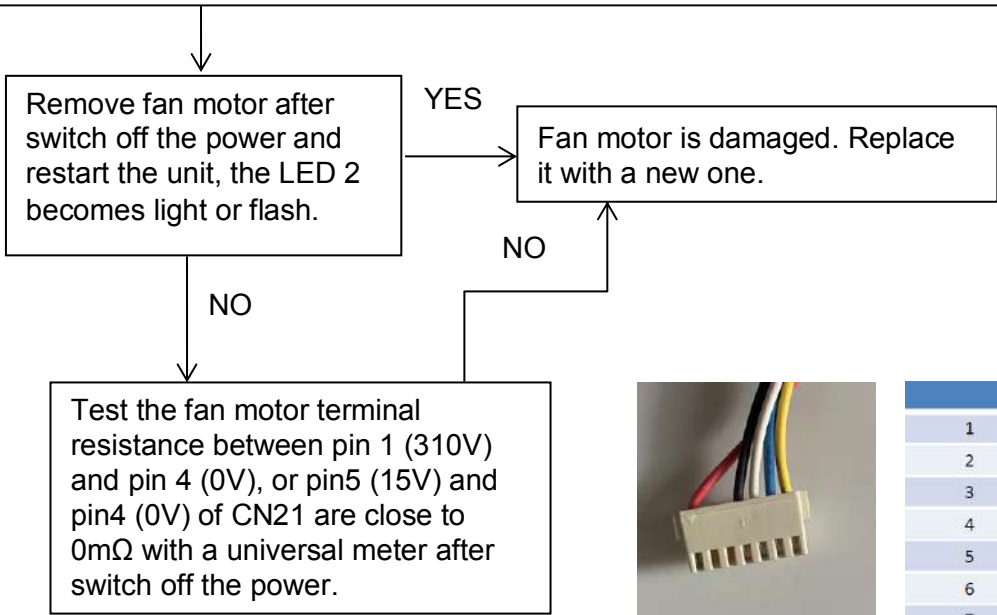 Remove fan motor after
switch off the power and
restart the unit, the LED 2
becomes light or flash.
YES
Fan motor is damaged. Replace
it with a new one.
NO
NO
Test the fan motor terminal
resistance between pin 1 (310V)
and pin 4 (0V), or pin5 (15V) and
pin4 (0V) of CN21 are close to
0mΩ with a universal meter after
switch off the power.
1
2
3
4
5
6